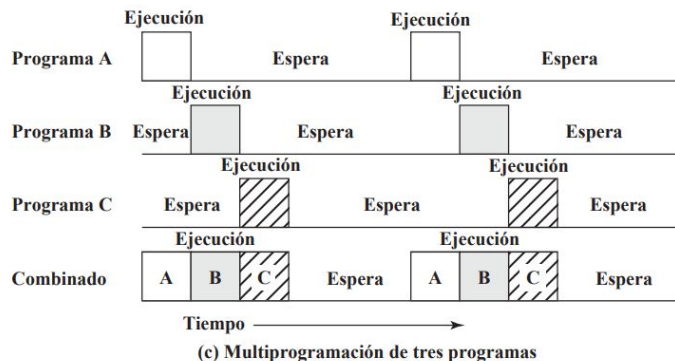 Ejecución Ejecución
Programa A Espera Espera
Ejecución Ejecución
Programa B Espera Espera Espera
Ejecución Ejecución
Programa C Espera Espera Espera
Ejecución Ejecución
Combinado A B C Espera A B C Espera
Tiempo
(c) Multiprogramación de tres programas